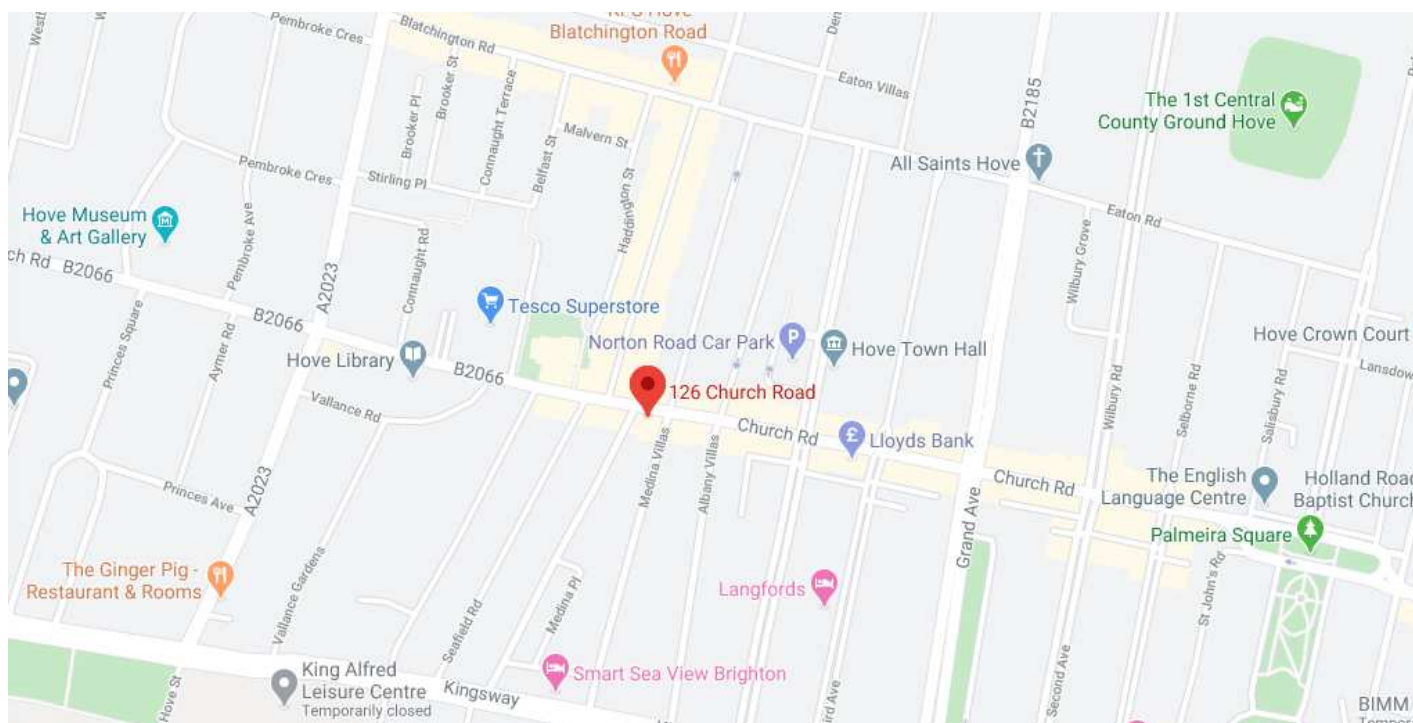 Pembroke Cres
Blatchington Rd
Blatchington Road
Eaton Villas
B2185
The 1st Central
County Ground Hove
Brooker Pl
Brooker St
Connaught Terrace
Malvern St
Belfast St
Haddington St
All Saints Hove
Pembroke Cres
Stirling Pl
Eaton Rd
Hove Museum
& Art Gallery
Pembroke Ave
Wilbury Grove
ch Rd
B2066
A2023
Connaught Rd
Tesco Superstore
Princes Square
Aymer Rd
B2066
Norton Road Car Park
Hove Town Hall
Hove Crown Court
Hove Library
B2066
Lansdow
126 Church Road
Wilbury Rd
Selborne Rd
Salisbury Rd
Vallance Rd
Church Rd
Lloyds Bank
Medina Villas
Albany Villas
Church Rd
The English
Language Centre
Holland Road
Baptist Church
Princes Ave
A2023
Grand Ave
Palmeira Square
The Ginger Pig -
Restaurant & Rooms
Vallance Gardens
Seafield Rd
Medina Pl
Langfords
St John's Rd
King Alfred
Leisure Centre
Temporarily closed
Smart Sea View Brighton
Kingsway
Hove St
Second Ave
BIMM